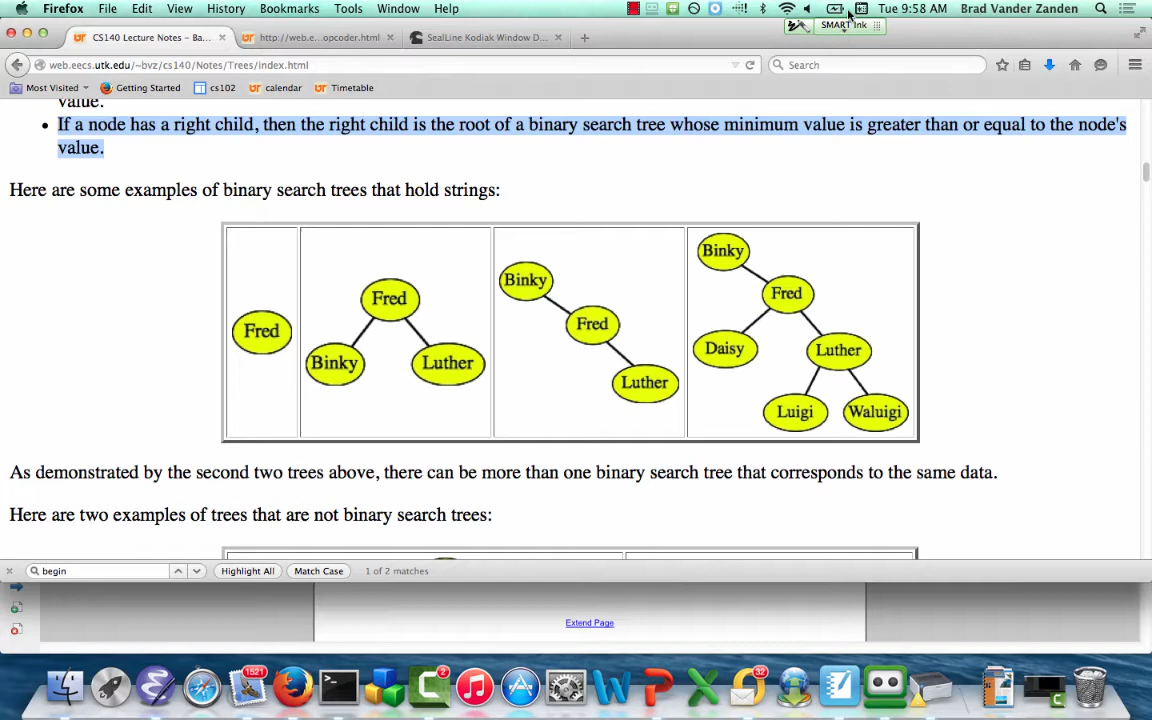 Firefox File Edit View History Bookmarks Tools Window Help Tue 9:58 AM Brad Vander Zanden
SMART Ink
CS140 Lecture Notes – Ba... http://web.e...opcoder.html SealLine Kodiak Window D...
web.eecs.utk.edu/~bvz/cs140/Notes/Trees/index.html Search
Most Visited Getting Started cs102 calendar Timetable
value.
• If a node has a right child, then the right child is the root of a binary search tree whose minimum value is greater than or equal to the node's
value.
Here are some examples of binary search trees that hold strings:
Fred
Fred
Binky Luther
Binky
Fred
Luther
Binky
Fred
Daisy Luther
Luigi Waluigi
As demonstrated by the second two trees above, there can be more than one binary search tree that corresponds to the same data.
Here are two examples of trees that are not binary search trees:
begin Highlight All Match Case 1 of 2 matches
Extend Page
1521 2 32